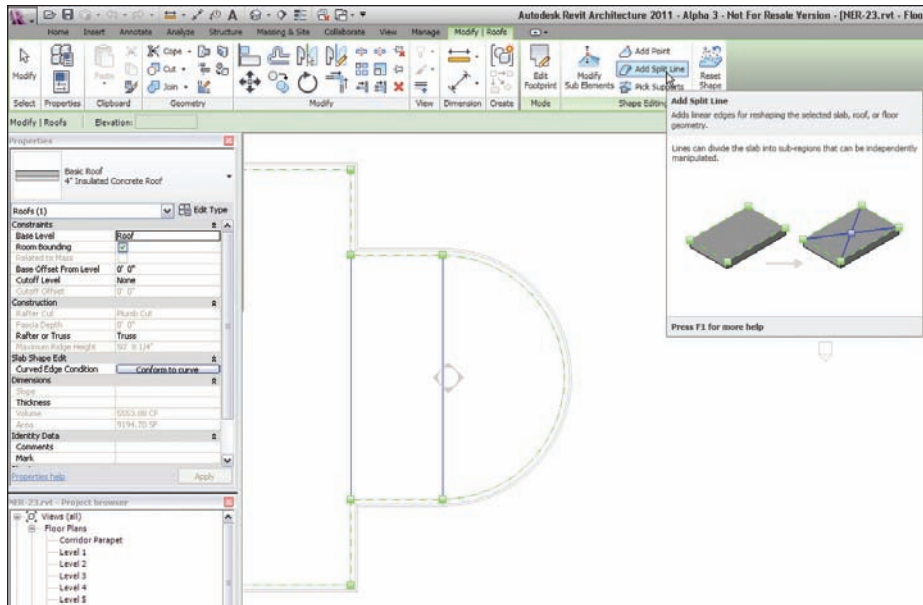 Autodesk Revit Architecture 2011 - Alpha 3 - Not For Resale Version - [NER-23.rvt - Floo
Home Insert Annotate Analyze Structure Massing & Site Collaborate View Manage Modify | Roofs
Modify
Paste
Cope
Cut
Join
Edit Footprint
Modify Sub Elements
Add Point
Add Split Line
Pick Supports
Reset Shape
Select Properties Clipboard Geometry Modify View Dimension Create Mode Shape Editing
Modify | Roofs Elevation:
Properties
Basic Roof
4" Insulated Concrete Roof
Roofs (1) Edit Type
Constraints
Base Level Roof
Room Bounding
Related to Mass
Base Offset From Level 0' 0"
Cutoff Level None
Cutoff Offset 0' 0"
Construction
Rafter Cut Plumb Cut
Fascia Depth 0' 0"
Rafter or Truss Truss
Maximum Ridge Height
Slab Shape Edit
Curved Edge Condition Conform to curve
Dimensions
Slope
Thickness
Volume
Area 9194.70 SF
Identity Data
Comments
Mark
Properties help Apply
NER-23.rvt - Project browser
Views (all)
Floor Plans
Corridor Parapet
Level 1
Level 2
Level 3
Level 4
Level 5
Add Split Line
Adds linear edges for reshaping the selected slab, roof, or floor
geometry.
Lines can divide the slab into sub-regions that can be independently
manipulated.
Press F1 for more help